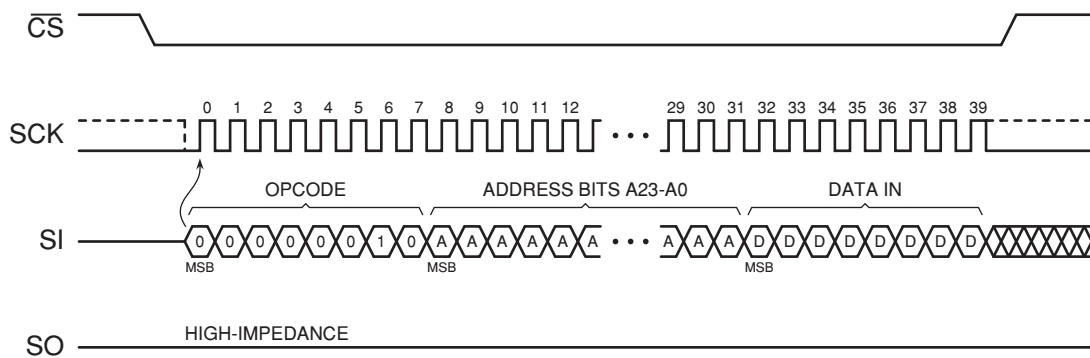 CS
SCK
0 1 2 3 4 5 6 7 8 9 10 11 12 29 30 31 32 33 34 35 36 37 38 39
OPCODE ADDRESS BITS A23-A0 DATA IN
SI
0 0 0 0 0 0 1 0 A A A A A A A A A D D D D D D D D
MSB MSB MSB
HIGH-IMPEDANCE
SO